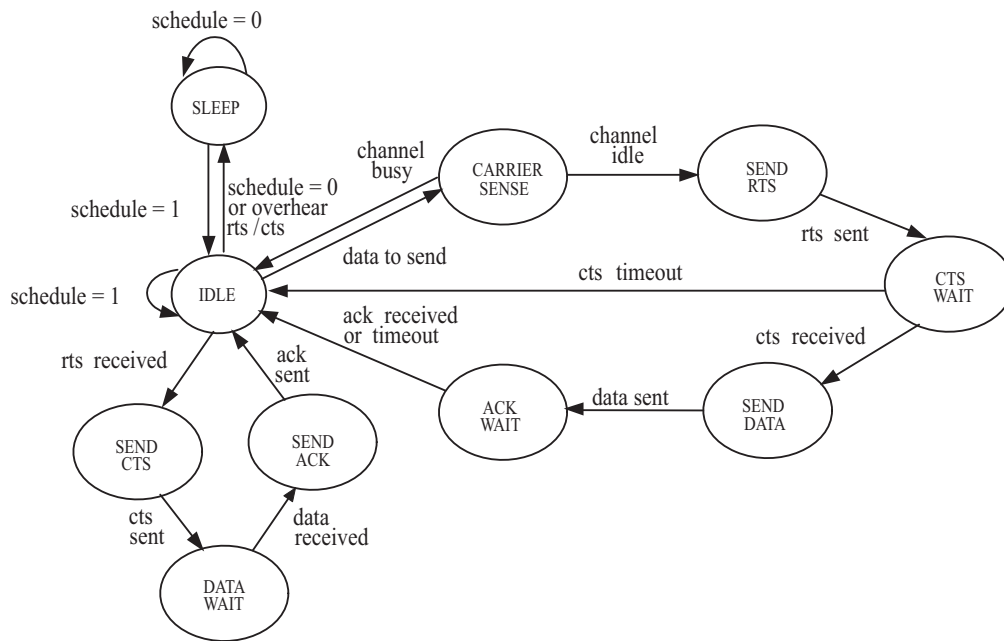 schedule = 0
SLEEP
schedule = 1
schedule = 0
or overhear
rts /cts
channel
busy
CARRIER
SENSE
channel
idle
SEND
RTS
data to send
rts sent
schedule = 1
IDLE
cts timeout
CTS
WAIT
ack received
or timeout
cts received
rts received
ack
sent
ACK
WAIT
data sent
SEND
DATA
SEND
CTS
SEND
ACK
cts
sent
data
received
DATA
WAIT